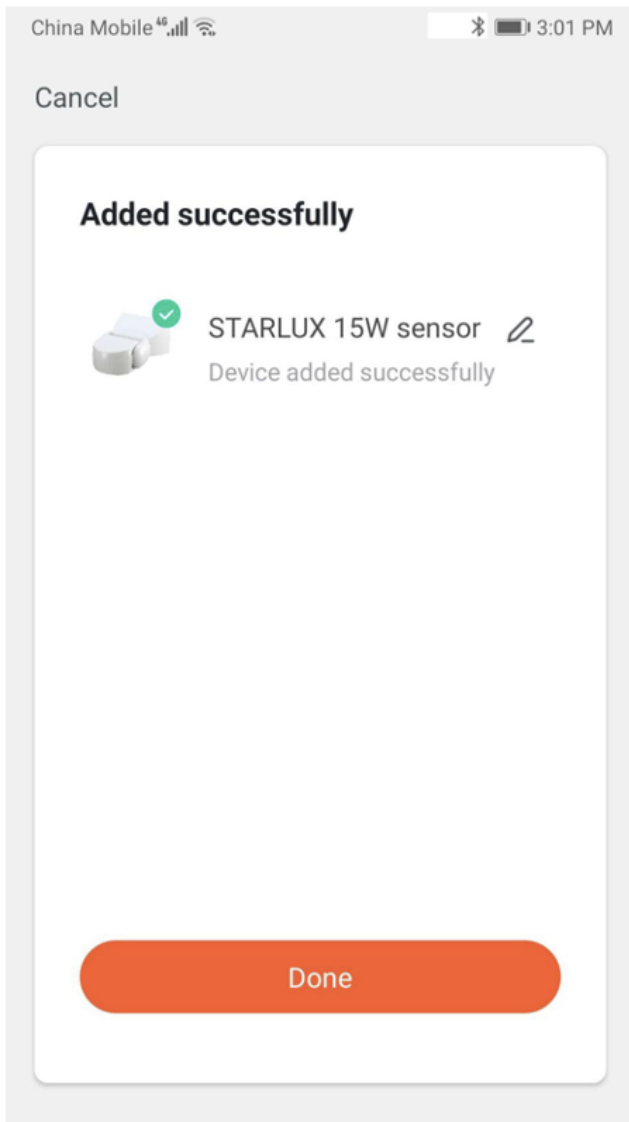 China Mobile 4G 3:01 PM
Cancel
Added successfully
STARLUX 15W sensor
Device added successfully
Done